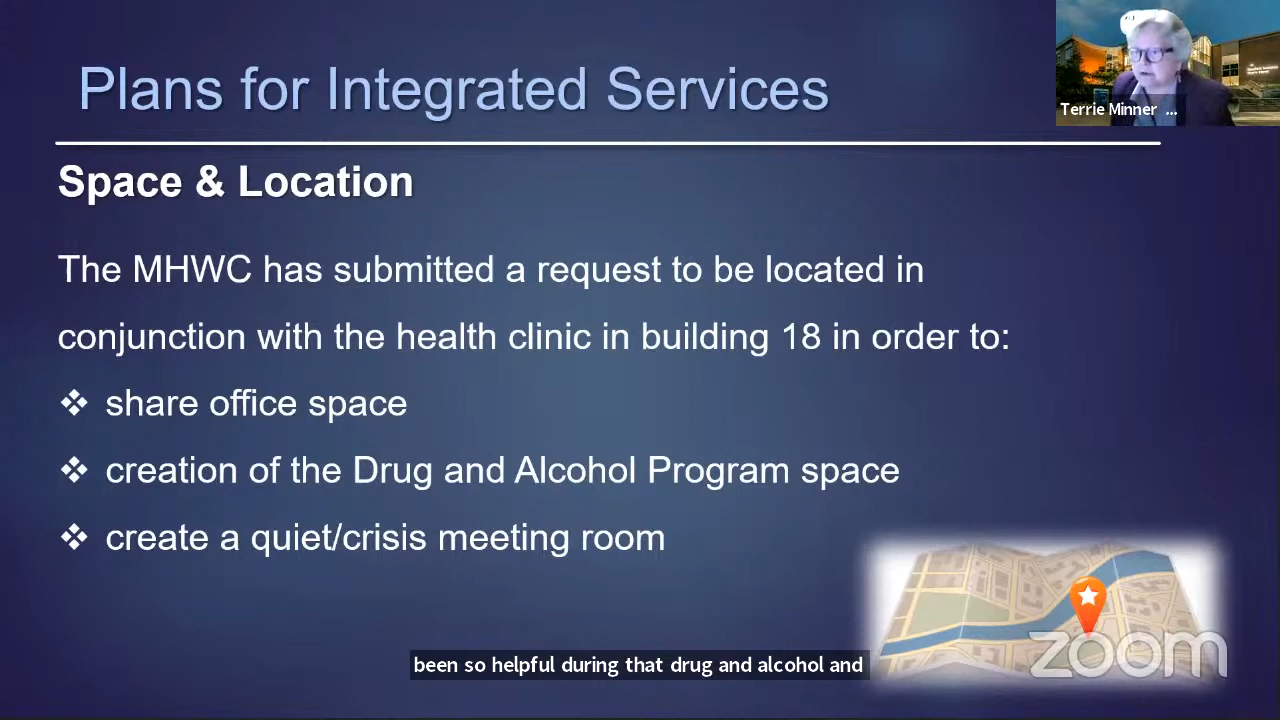 Plans for Integrated Services
Terrie Minner ...
Space & Location
The MHWC has submitted a request to be located in
conjunction with the health clinic in building 18 in order to:
❖ share office space
❖ creation of the Drug and Alcohol Program space
❖ create a quiet/crisis meeting room
zoom
been so helpful during that drug and alcohol and